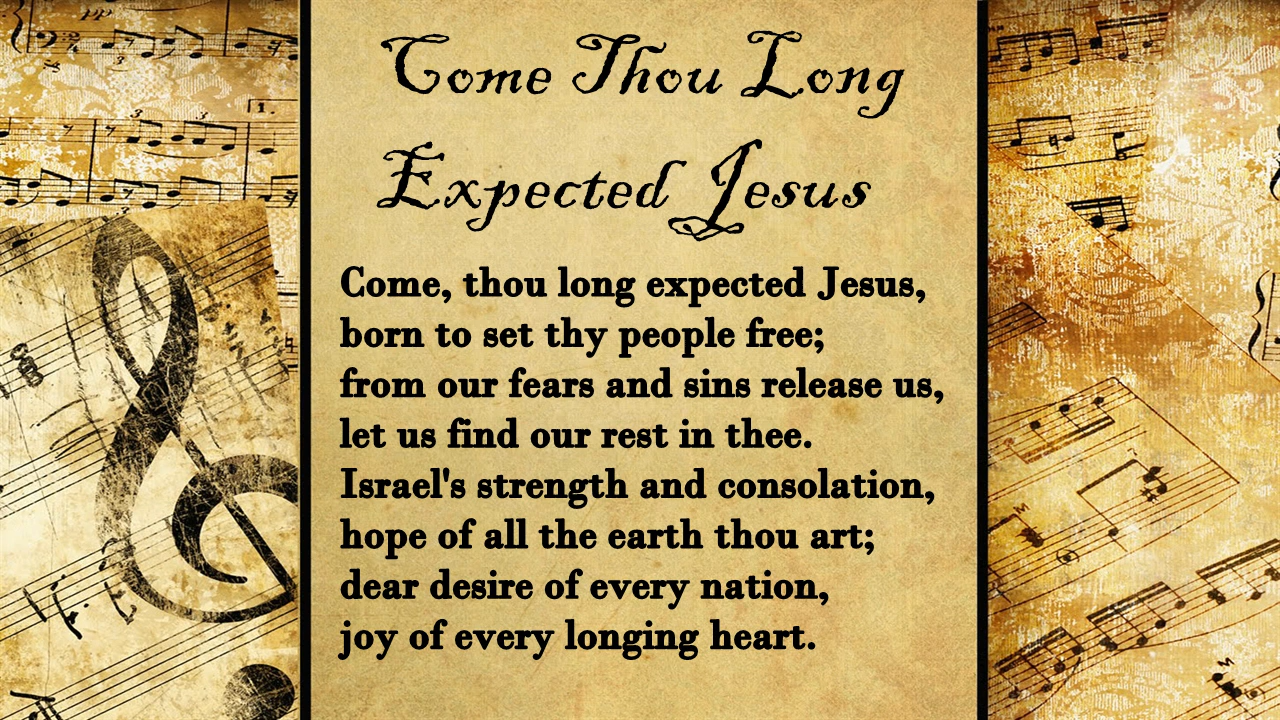 Come Thou Long
Expected Jesus
Come, thou long expected Jesus,
born to set thy people free;
from our fears and sins release us,
let us find our rest in thee.
Israel's strength and consolation,
hope of all the earth thou art;
dear desire of every nation,
joy of every longing heart.